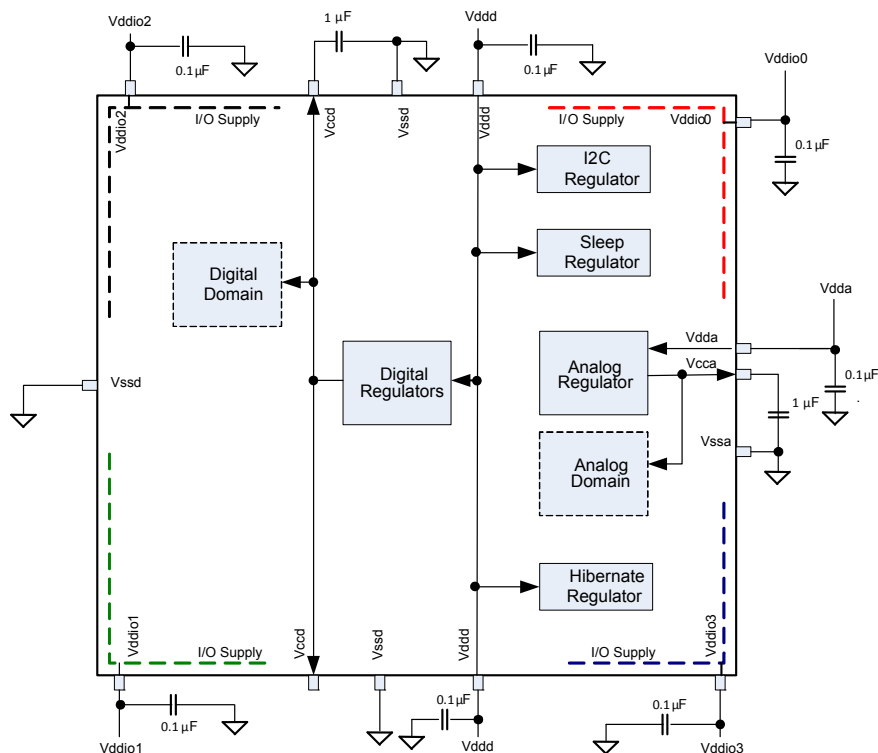 Vddio2
1 µF
Vddd
0.1µF
0.1µF
Vddio0
0.1µF
Vddio2
I/O Supply
Vccd
Vssd
Vddd
I/O Supply
Vddio0
I2C
Regulator
Sleep
Regulator
Digital
Domain
Vdda
Vdda
Digital
Regulators
Analog
Regulator
Vcca
0.1µF
1 µF
Vssd
Vssa
Analog
Domain
Hibernate
Regulator
Vddio1
I/O Supply
Vccd
Vssd
Vddd
I/O Supply
Vddio3
0.1µF
0.1µF
0.1µF
Vddio1
Vddd
Vddio3